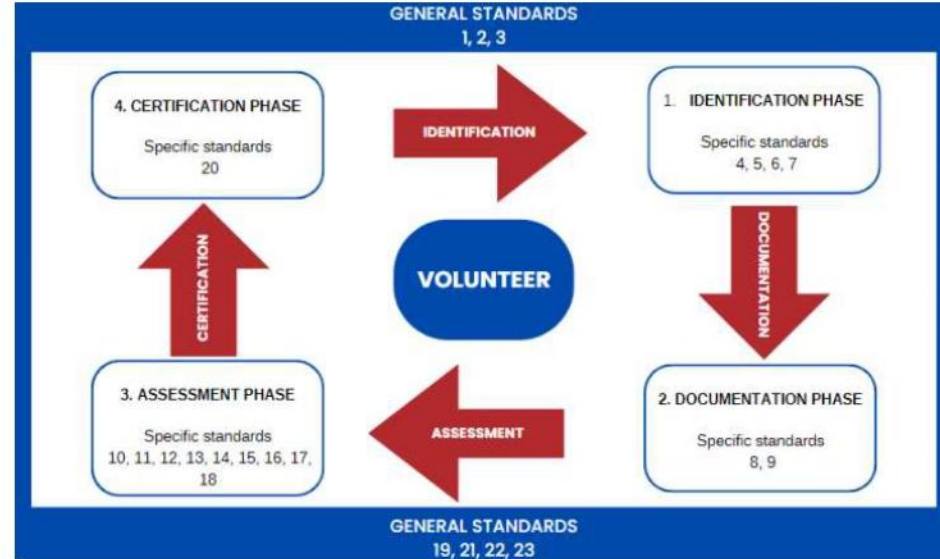 GENERAL STANDARDS
1, 2, 3
4. CERTIFICATION PHASE
Specific standards
20
IDENTIFICATION
1. IDENTIFICATION PHASE
Specific standards
4, 5, 6, 7
CERTIFICATION
VOLUNTEER
DOCUMENTATION
3. ASSESSMENT PHASE
Specific standards
10, 11, 12, 13, 14, 15, 16, 17,
18
ASSESSMENT
2. DOCUMENTATION PHASE
Specific standards
8, 9
GENERAL STANDARDS
19, 21, 22, 23